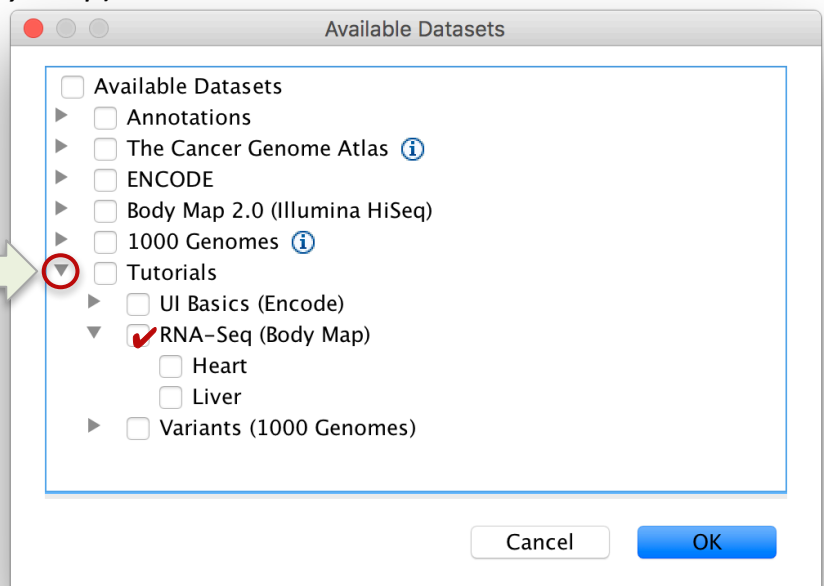 Available Datasets
Available Datasets
Annotations
The Cancer Genome Atlas
ENCODE
Body Map 2.0 (Illumina HiSeq)
1000 Genomes
Tutorials
UI Basics (Encode)
RNA-Seq (Body Map)
Heart
Liver
Variants (1000 Genomes)
Cancel OK